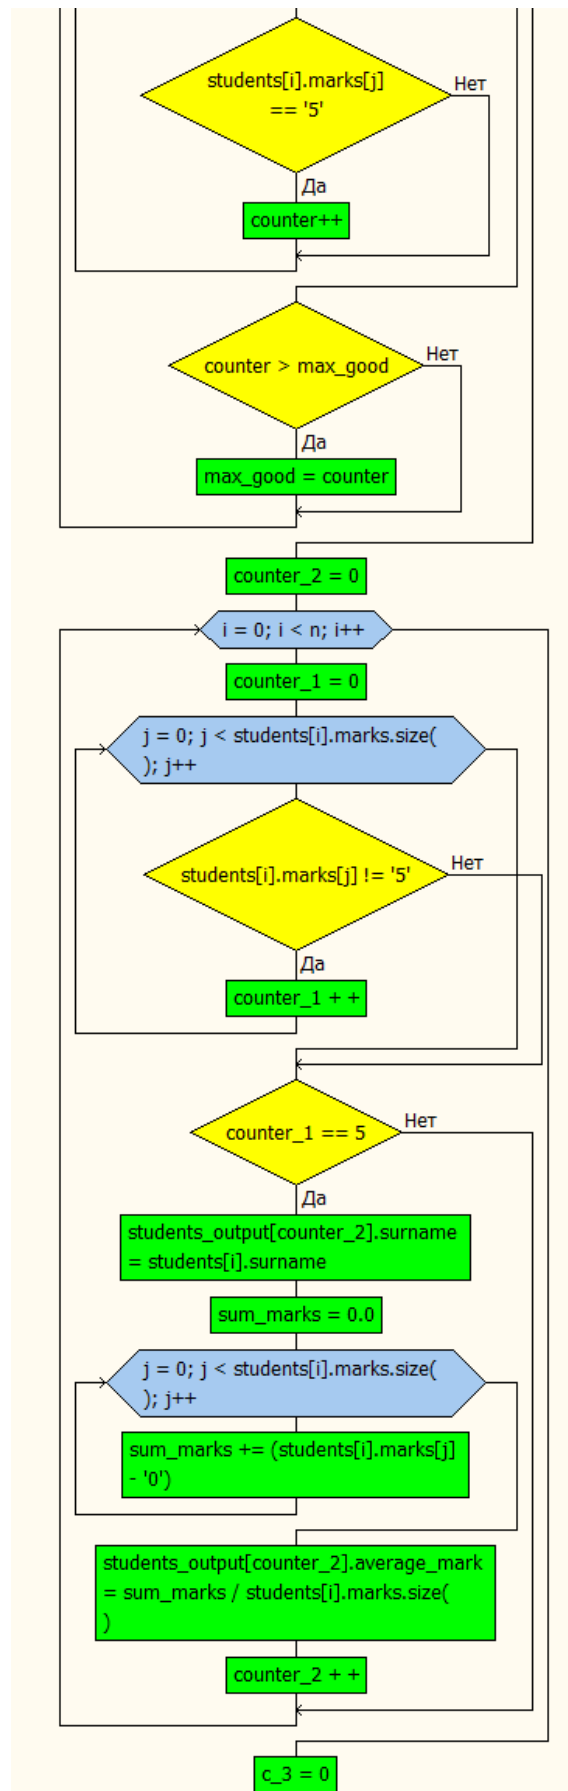 students[i].marks[j]
== '5'
Нет
Да
counter++
counter > max_good
Нет
Да
max_good = counter
counter_2 = 0
i = 0; i < n; i++
counter_1 = 0
j = 0; j < students[i].marks.size(
); j++
students[i].marks[j] != '5'
Нет
Да
counter_1 + +
counter_1 == 5
Нет
Да
students_output[counter_2].surname
= students[i].surname
sum_marks = 0.0
j = 0; j < students[i].marks.size(
); j++
sum_marks += (students[i].marks[j]
- '0')
students_output[counter_2].average_mark
= sum_marks / students[i].marks.size(
)
counter_2 + +
c_3 = 0